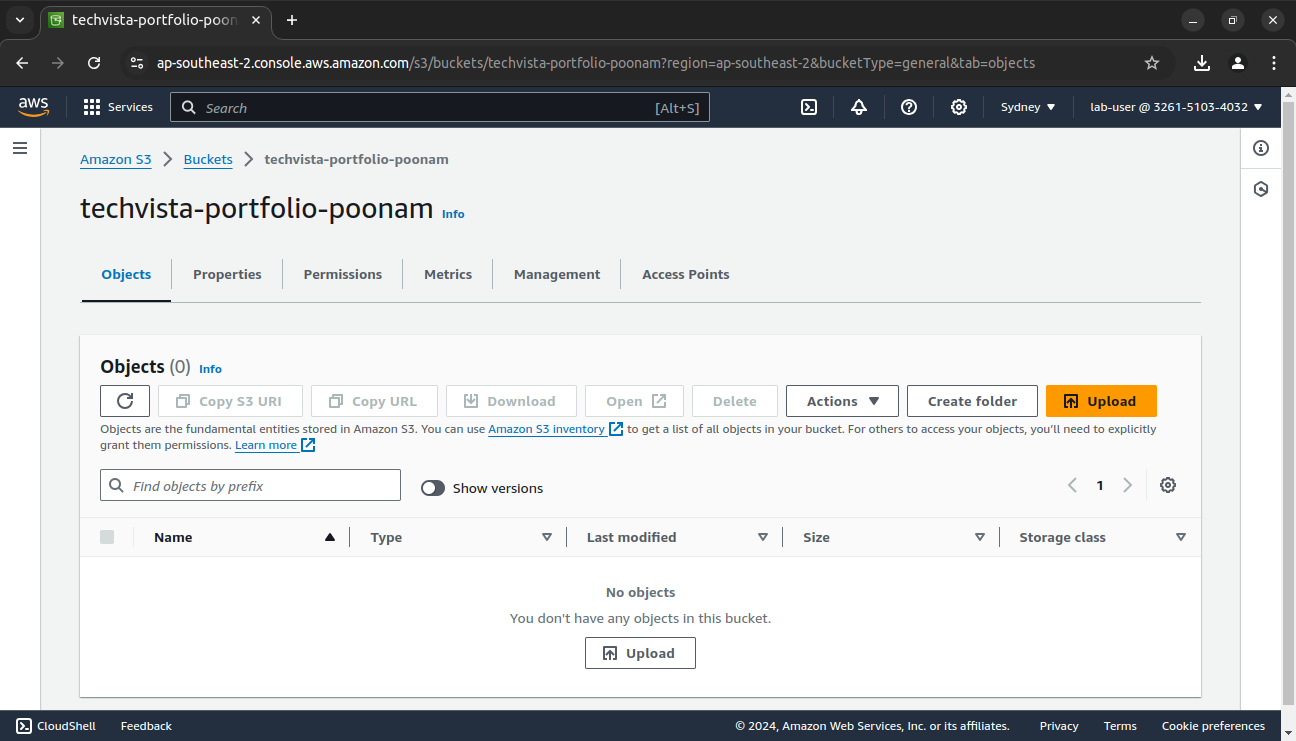 techvista-portfolio-poon
ap-southeast-2.console.aws.amazon.com/s3/buckets/techvista-portfolio-poonam?region=ap-southeast-2&bucketType=general&tab=objects
aws Services Search [Alt+S] Sydney lab-user @ 3261-5103-4032
Amazon S3 Buckets techvista-portfolio-poonam
techvista-portfolio-poonam Info
Objects Properties Permissions Metrics Management Access Points
Objects (0) Info
Copy S3 URI Copy URL Download Open Delete Actions Create folder Upload
Objects are the fundamental entities stored in Amazon S3. You can use Amazon S3 inventory to get a list of all objects in your bucket. For others to access your objects, you'll need to explicitly
grant them permissions. Learn more
Find objects by prefix Show versions 1
Name Type Last modified Size Storage class
No objects
You don't have any objects in this bucket.
Upload
CloudShell Feedback © 2024, Amazon Web Services, Inc. or its affiliates. Privacy Terms Cookie preferences